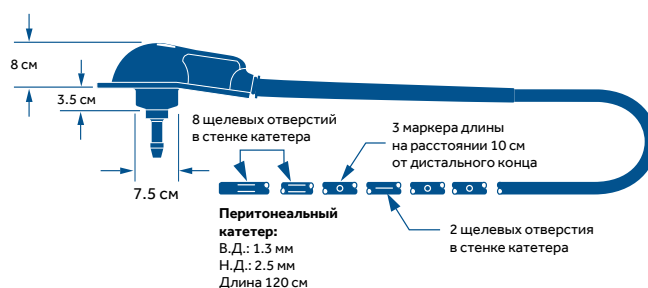 8 см
3.5 см
7.5 см
8 щелевых отверстий
в стенке катетера
3 маркера длины
на расстоянии 10 см
от дистального конца
2 щелевых отверстия
в стенке катетера
Перитонеальный
катетер:
В.Д.: 1.3 мм
Н.Д.: 2.5 мм
Длина 120 см